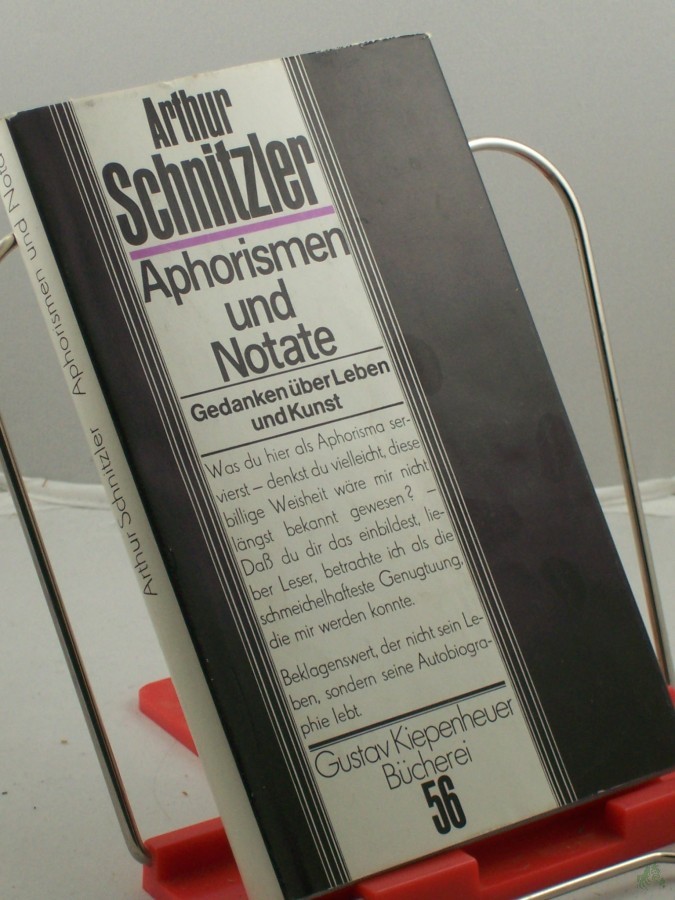 Arthur
Schnitzler
Aphorismen
und
Notate
Gedanken über Leben
und Kunst
Was du hier als Aphorisma ser-
vierst – denkst du vielleicht, diese
billige Weisheit wäre mir nicht
längst bekannt gewesen? –
Daß du dir das einbildest, lie-
ber Leser, betrachte ich als die
schmeichelhafteste Genugtuung,
die mir werden konnte.
Beklagenswert, der nicht sein Le-
ben, sondern seine Autobiogra-
phie lebt.
Gustav Kiepenheuer
Bücherei
56
Arthur Schnitzler Aphorismen und Nota